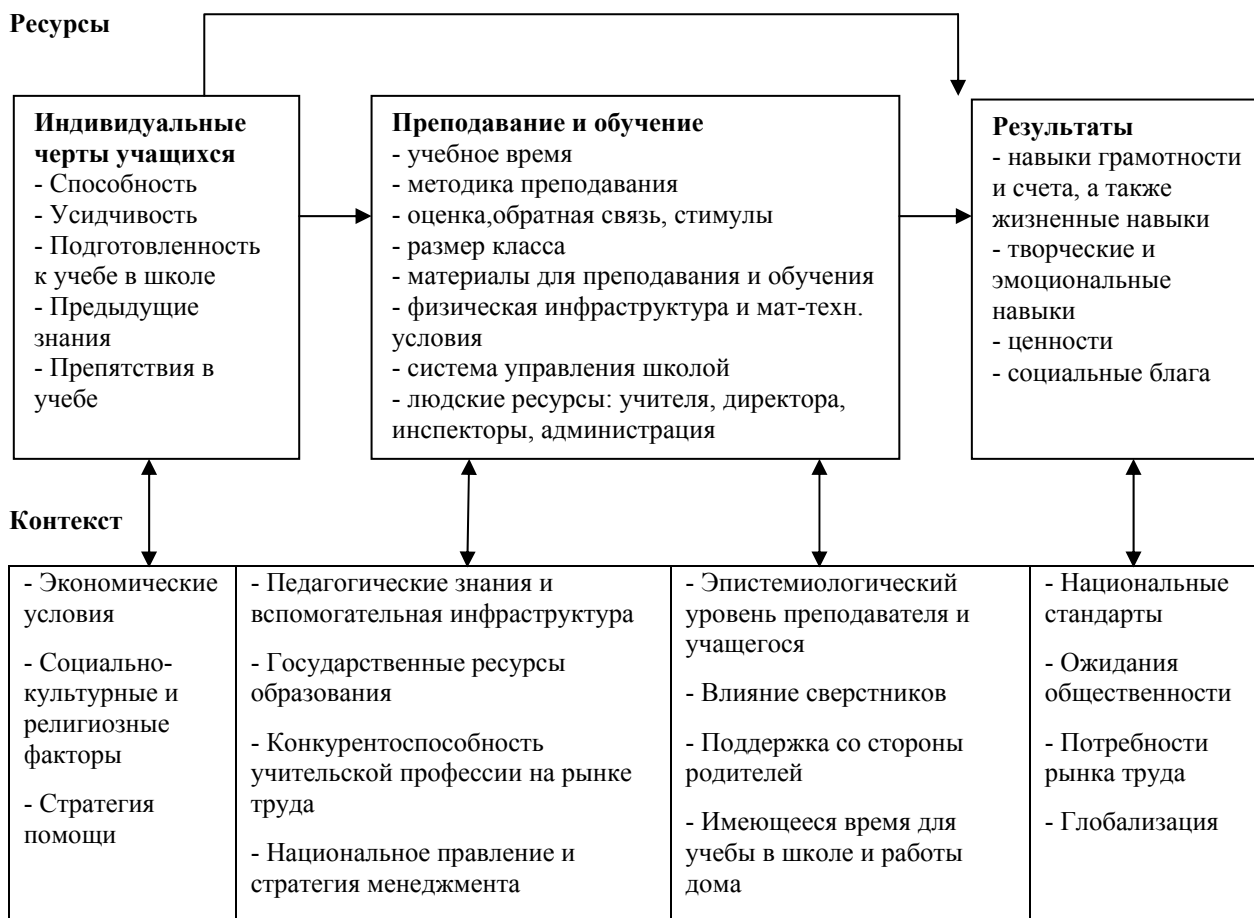 Ресурсы
Индивидуальные
черты учащихся
- Способность
- Усидчивость
- Подготовленность
к учебе в школе
- Предыдущие
знания
- Препятствия в
учебе
Преподавание и обучение
- учебное время
- методика преподавания
- оценка,обратная связь, стимулы
- размер класса
- материалы для преподавания и обучения
- физическая инфраструктура и мат-техн.
условия
- система управления школой
- людские ресурсы: учителя, директора,
инспекторы, администрация
Результаты
- навыки грамотности
и счета, а также
жизненные навыки
- творческие и
эмоциональные
навыки
- ценности
- социальные блага
Контекст
- Экономические
условия
- Социально-
культурные и
религиозные
факторы
- Стратегия
помощи
- Педагогические знания и
вспомогательная инфраструктура
- Государственные ресурсы
образования
- Конкурентоспособность
учительской профессии на рынке
труда
- Национальное правление и
стратегия менеджмента
- Эпистемиологический
уровень преподавателя и
учащегося
- Влияние сверстников
- Поддержка со стороны
родителей
- Имеющееся время для
учебы в школе и работы
дома
- Национальные
стандарты
- Ожидания
общественности
- Потребности
рынка труда
- Глобализация